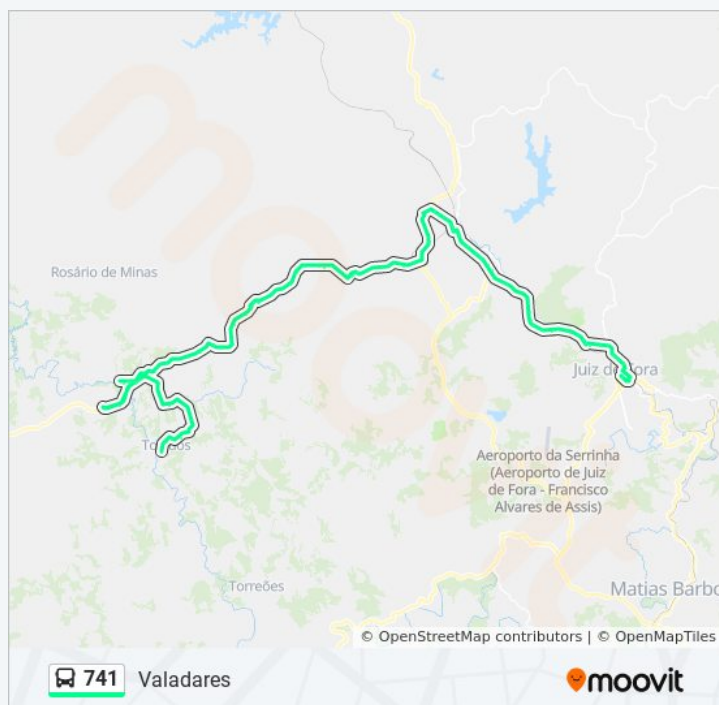 Rosário de Minas
Juiz de Fora
Aeroporto da Serrinha
(Aeroporto de Juiz
de Fora - Francisco
Alvares de Assis)
Torreões
Matias Barbo
© OpenStreetMap contributors | © OpenMapTiles
741 Valadares
moovit